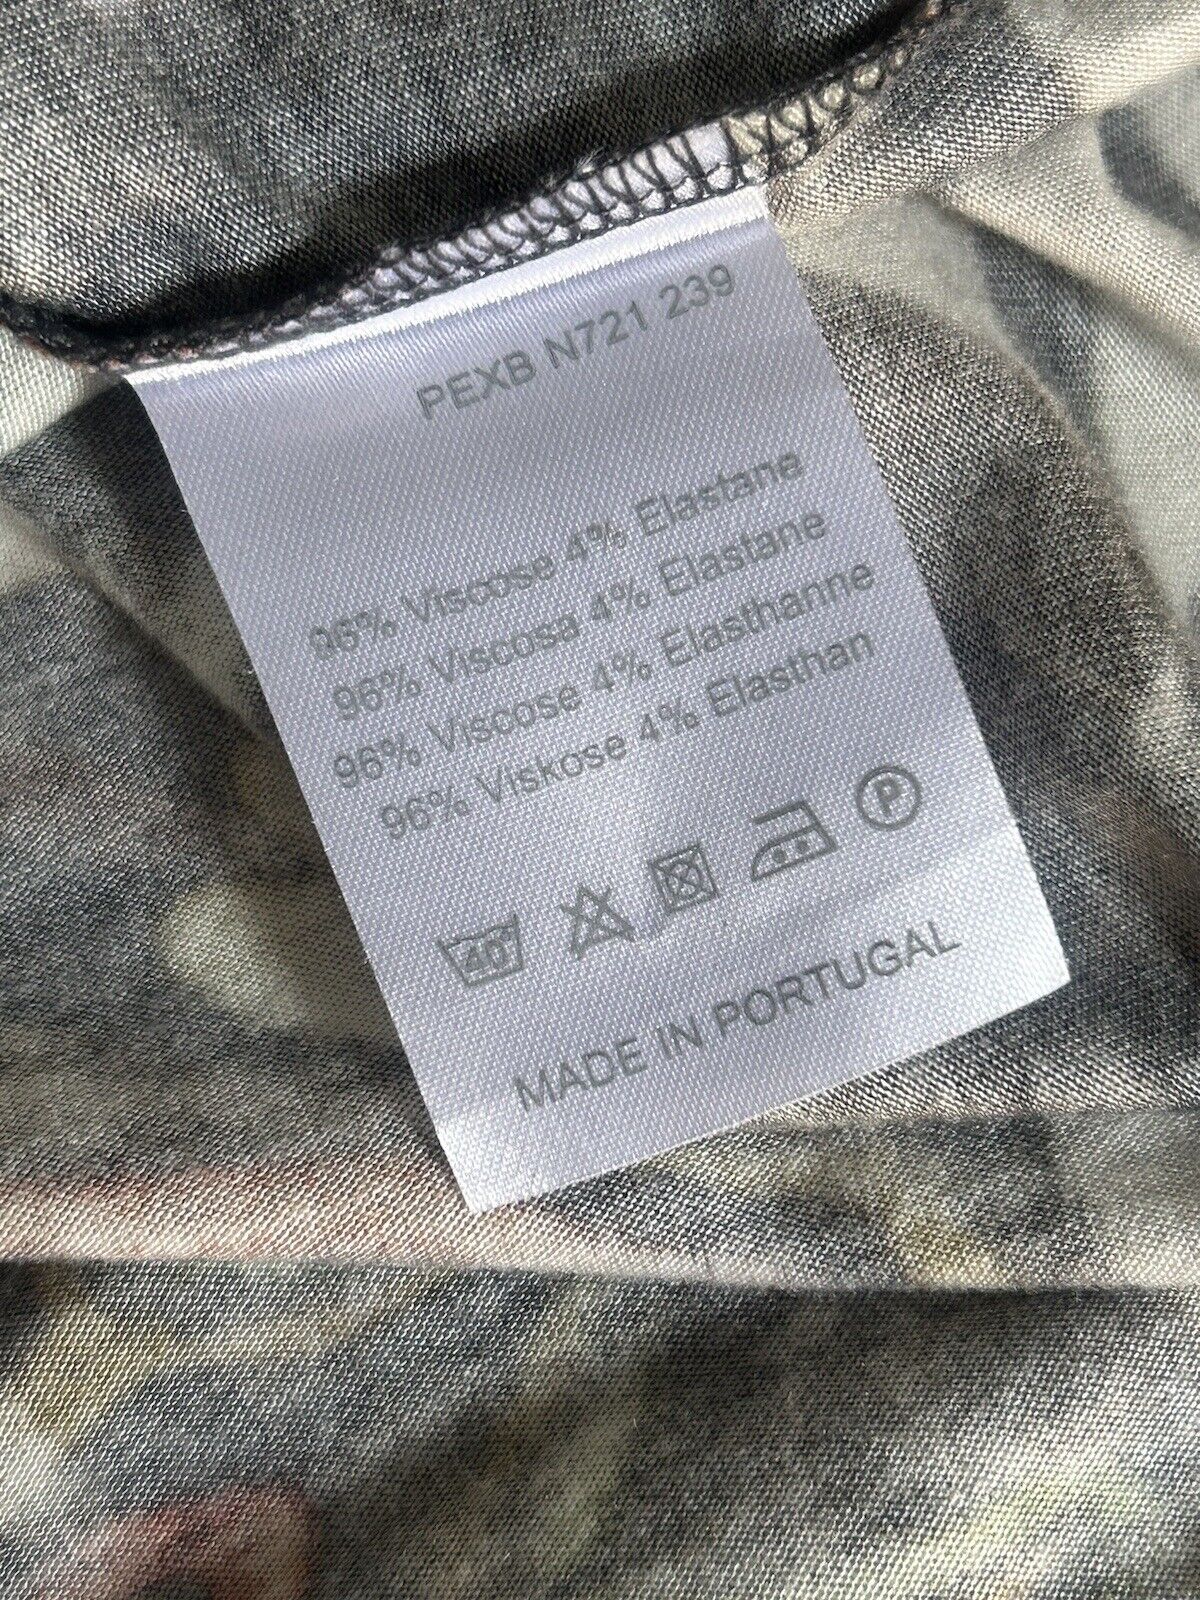 PEXB N721 239
96% Viscose 4% Elastane
96% Viscosa 4% Elastane
96% Viscose 4% Elasthanne
96% Viskose 4% Elasthan
40° P
MADE IN PORTUGAL